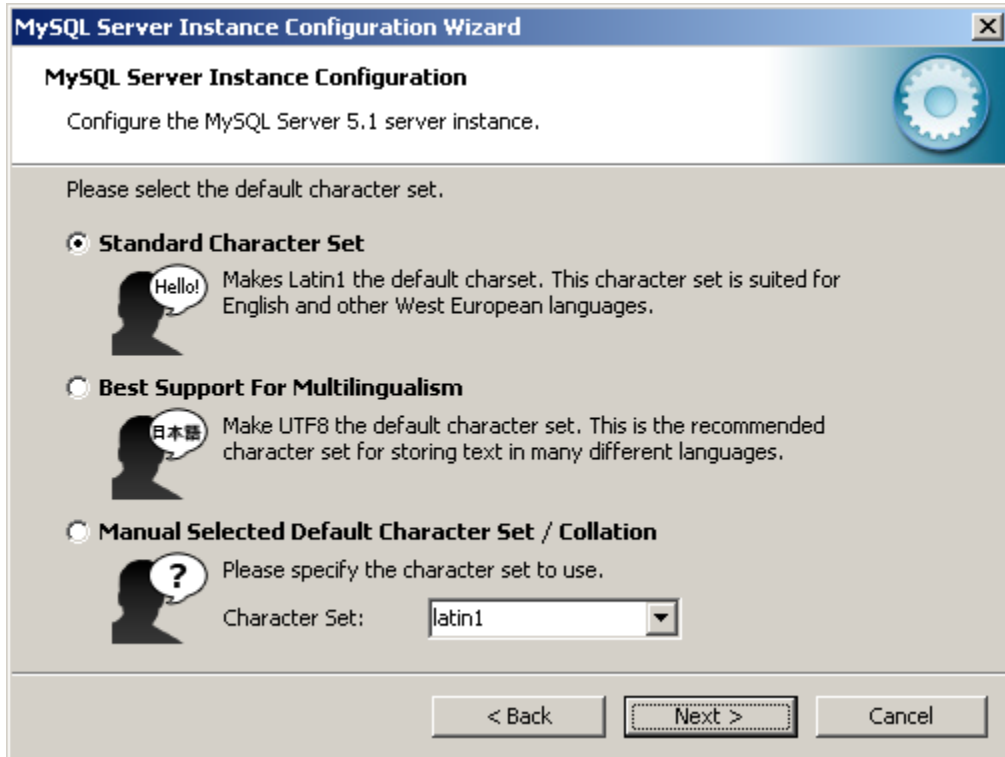 MySQL Server Instance Configuration Wizard
MySQL Server Instance Configuration
Configure the MySQL Server 5.1 server instance.
Please select the default character set.
Standard Character Set
Hello!
Makes Latin1 the default charset. This character set is suited for
English and other West European languages.
Best Support For Multilingualism
日本語
Make UTF8 the default character set. This is the recommended
character set for storing text in many different languages.
Manual Selected Default Character Set / Collation
?
Please specify the character set to use.
Character Set: latin1
< Back Next > Cancel